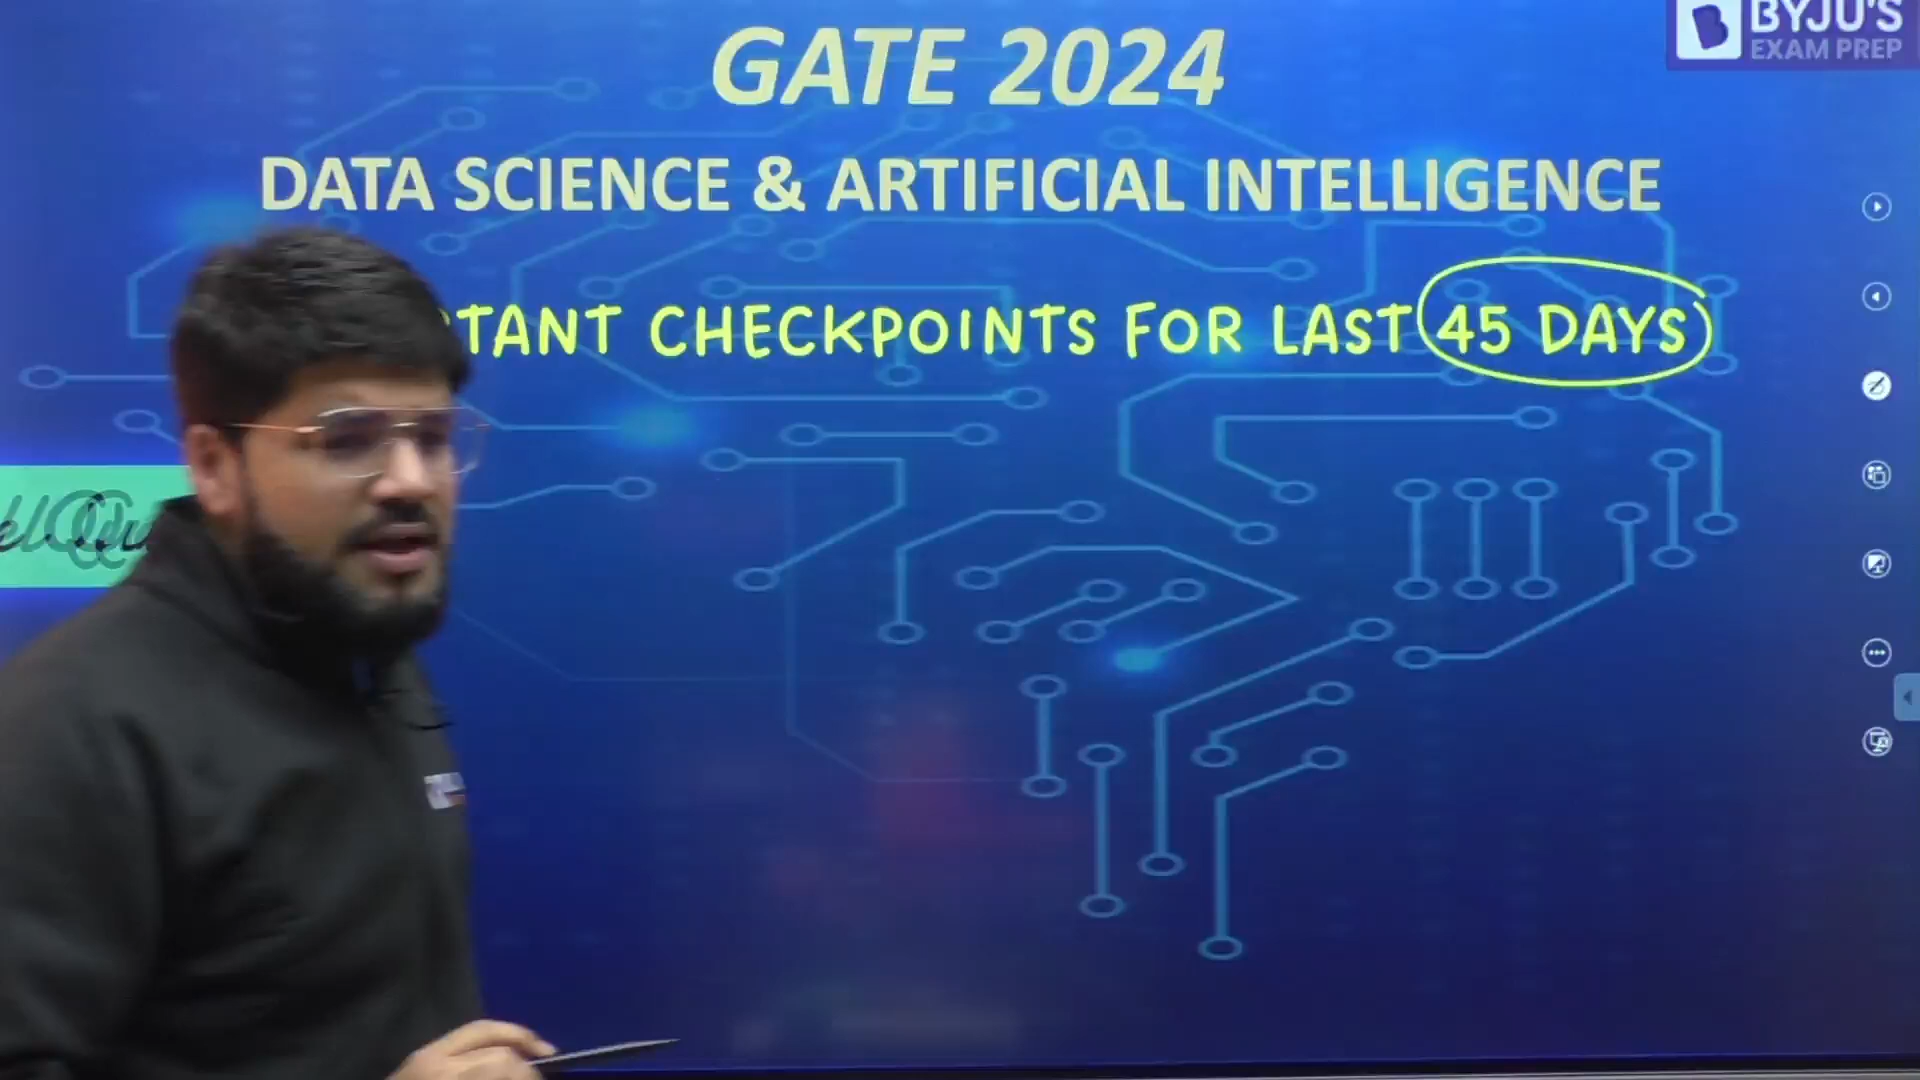 BYJU'S
EXAM PREP
GATE 2024
DATA SCIENCE & ARTIFICIAL INTELLIGENCE
TANT CHECKPOINTS FOR LAST 45 DAYS